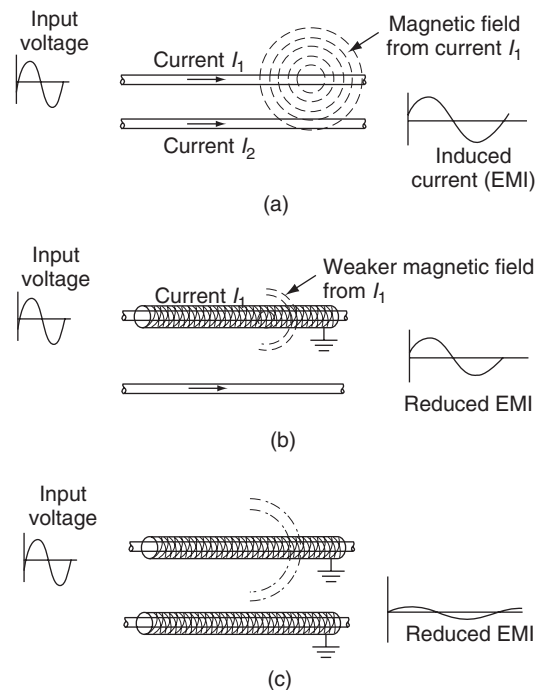 Input
voltage
Current I₁
Magnetic field
from current I₁
Current I₂
Induced
current (EMI)
(a)
Input
voltage
Current I₁
Weaker magnetic field
from I₁
Reduced EMI
(b)
Input
voltage
Reduced EMI
(c)